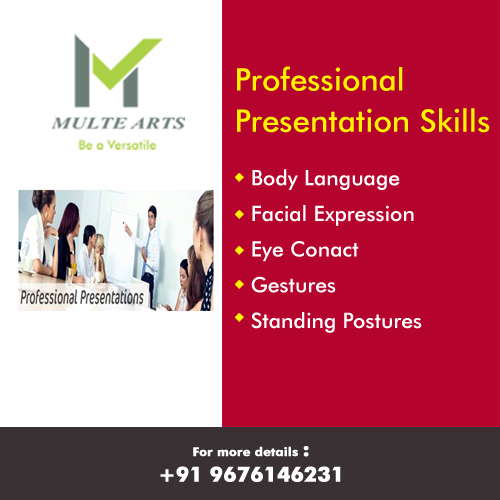 MULTE ARTS
Be a Versatile
Professional Presentations
Professional
Presentation Skills
Body Language
Facial Expression
Eye Conact
Gestures
Standing Postures
For more details :
+91 9676146231